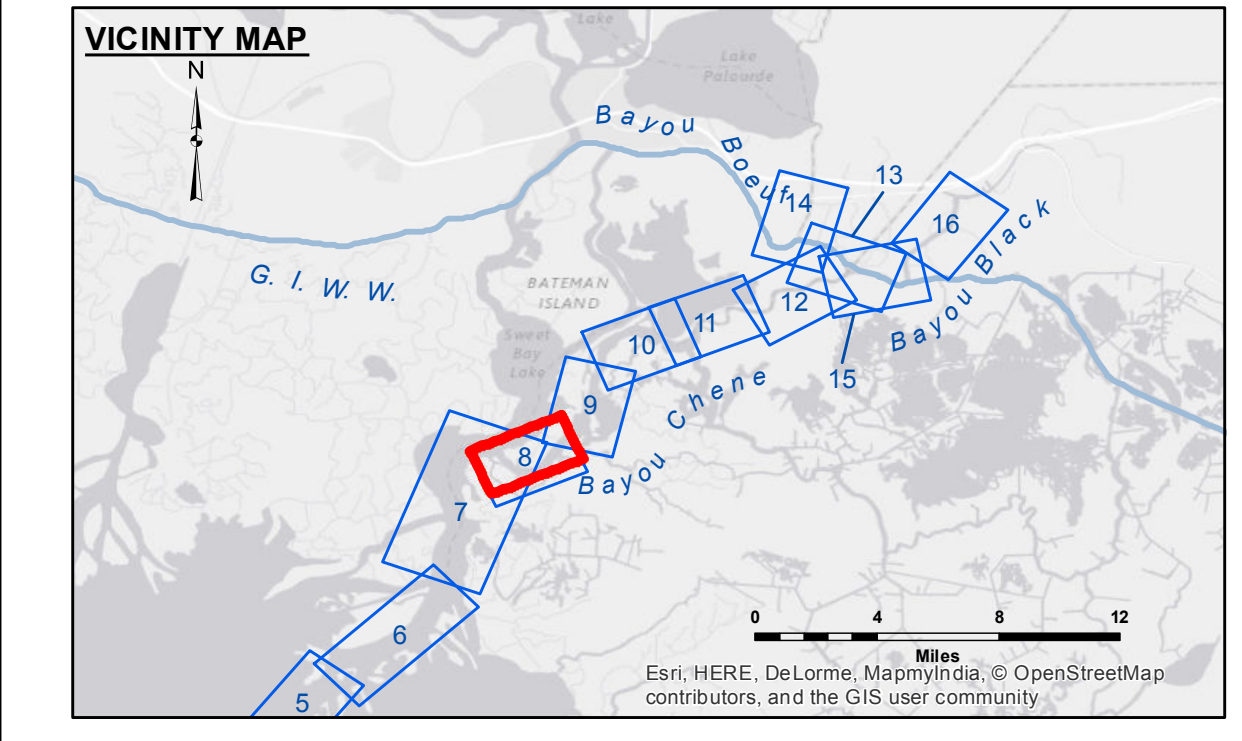 VICINITY MAP
N
Lake
Lake
Palourde
Bayou
Boeuf
13
14
16
Black
G. I. W. W.
BATEMAN
ISLAND
12
Bayou
11
Sweet
Bay
Lake
10
15
Chene
9
8
Bayou
7
6
5
0 4 8 12
Miles
Esri, HERE, DeLorme, MapmyIndia, © OpenStreetMap
contributors, and the GIS user community